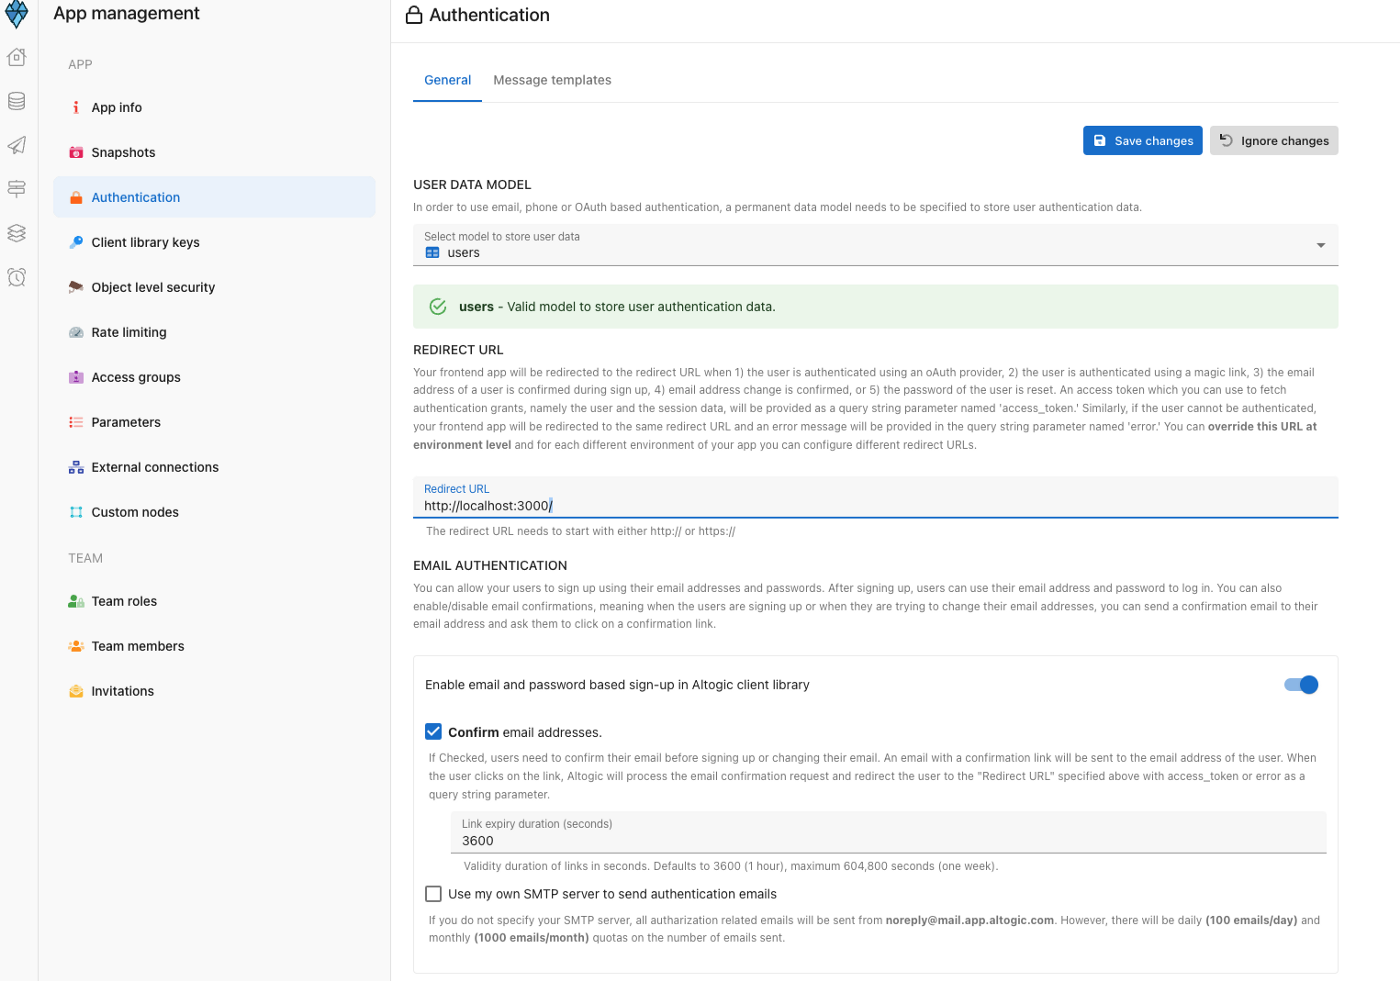 App management
APP
App info
Snapshots
Authentication
Client library keys
Object level security
Rate limiting
Access groups
Parameters
External connections
Custom nodes
TEAM
Team roles
Team members
Invitations
Authentication
General
Message templates
Save changes
Ignore changes
USER DATA MODEL
In order to use email, phone or OAuth based authentication, a permanent data model needs to be specified to store user authentication data.
Select model to store user data
users
users - Valid model to store user authentication data.
REDIRECT URL
Your frontend app will be redirected to the redirect URL when 1) the user is authenticated using an oAuth provider, 2) the user is authenticated using a magic link, 3) the email
address of a user is confirmed during sign up, 4) email address change is confirmed, or 5) the password of the user is reset. An access token which you can use to fetch
authentication grants, namely the user and the session data, will be provided as a query string parameter named 'access_token.' Similarly, if the user cannot be authenticated,
your frontend app will be redirected to the same redirect URL and an error message will be provided in the query string parameter named 'error.' You can override this URL at
environment level and for each different environment of your app you can configure different redirect URLs.
Redirect URL
http://localhost:3000/
The redirect URL needs to start with either http:// or https://
EMAIL AUTHENTICATION
You can allow your users to sign up using their email addresses and passwords. After signing up, users can use their email address and password to log in. You can also
enable/disable email confirmations, meaning when the users are signing up or when they are trying to change their email addresses, you can send a confirmation email to their
email address and ask them to click on a confirmation link.
Enable email and password based sign-up in Altogic client library
Confirm email addresses.
If Checked, users need to confirm their email before signing up or changing their email. An email with a confirmation link will be sent to the email address of the user. When
the user clicks on the link, Altogic will process the email confirmation request and redirect the user to the "Redirect URL" specified above with access_token or error as a
query string parameter.
Link expiry duration (seconds)
3600
Validity duration of links in seconds. Defaults to 3600 (1 hour), maximum 604,800 seconds (one week).
Use my own SMTP server to send authentication emails
If you do not specify your SMTP server, all autharization related emails will be sent from noreply@mail.app.altogic.com. However, there will be daily (100 emails/day) and
monthly (1000 emails/month) quotas on the number of emails sent.